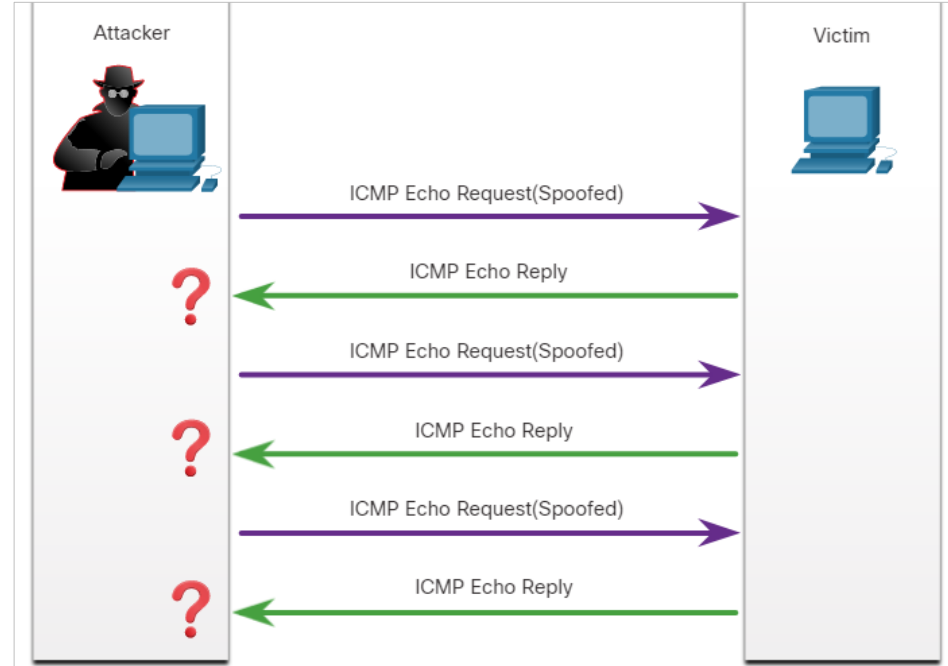 Attacker
Victim
ICMP Echo Request(Spoofed)
?
ICMP Echo Reply
ICMP Echo Request(Spoofed)
?
ICMP Echo Reply
ICMP Echo Request(Spoofed)
?
ICMP Echo Reply